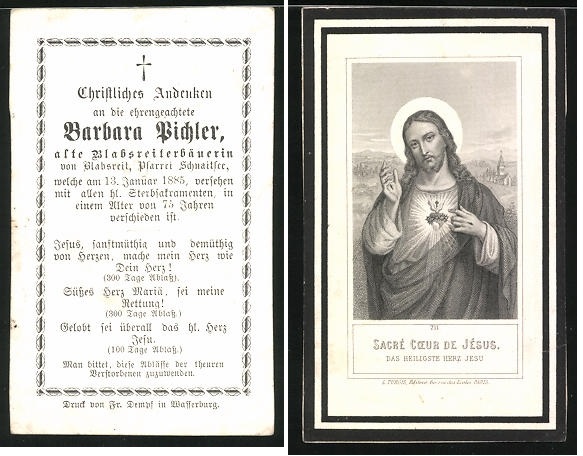 Christliches Andenken
an die ehrengeachtete
Barbara Pichler,
alte Blabsreiterbäuerin
von Blabsreit, Pfarrei Schnaitsee,
welche am 13. Januar 1885, versehen
mit allen hl. Sterbsakramenten, in
einem Alter von 75 Jahren
verschieden ist.
Jesus, sanftmüthig und demüthig
von Herzen, mache mein Herz wie
Dein Herz!
(300 Tage Ablaß).
Süßes Herz Mariä, sei meine
Rettung!
(300 Tage Ablaß.)
Gelobt sei überall das hl. Herz
Jesu.
(100 Tage Ablaß.)
Man bittet, diese Ablässe der theuren
Verstorbenen zuzuwenden.
Druck von Fr. Dempf in Wasserburg.
711
SACRÉ CŒUR DE JÉSUS.
DAS HEILIGSTE HERZ JESU
Editeur PARIS.